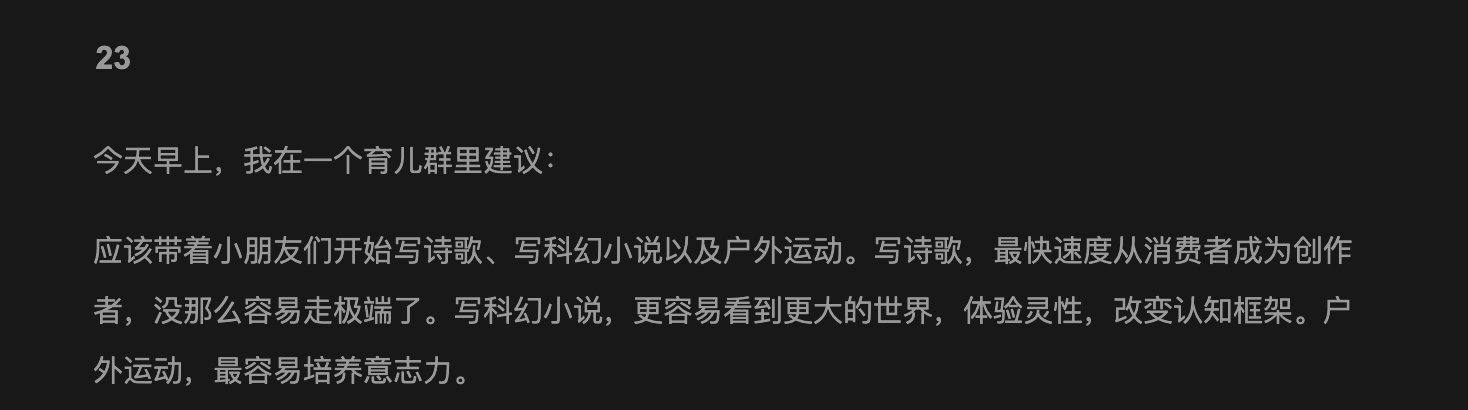 23
今天早上，我在一个育儿群里建议：
应该带着小朋友们开始写诗歌、写科幻小说以及户外运动。写诗歌，最快速度从消费者成为创作
者，没那么容易走极端了。写科幻小说，更容易看到更大的世界，体验灵性，改变认知框架。户
外运动，最容易培养意志力。